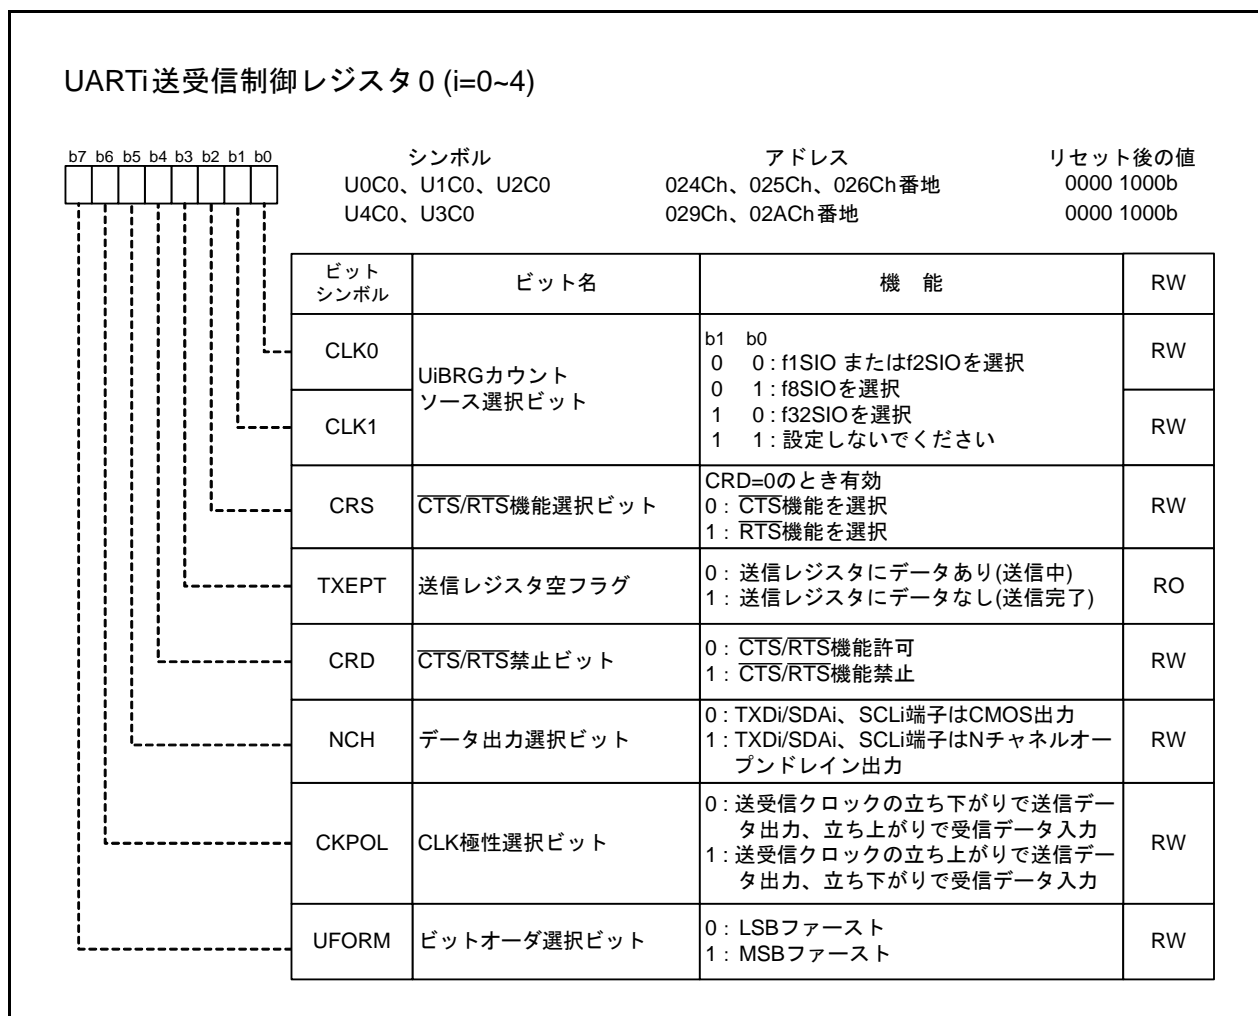 UARTi送受信制御レジスタ0 (i=0~4)
b7 b6 b5 b4 b3 b2 b1 b0
シンボル アドレス リセット後の値
U0C0、U1C0、U2C0 024Ch、025Ch、026Ch番地 0000 1000b
U4C0、U3C0 029Ch、02ACh番地 0000 1000b
ビット
シンボル
ビット名
機 能
RW
CLK0
CLK1
UiBRGカウント
ソース選択ビット
b1 b0
0 0 : f1SIO またはf2SIOを選択
0 1 : f8SIOを選択
1 0 : f32SIOを選択
1 1 : 設定しないでください
RW
RW
CRS
CTS/RTS機能選択ビット
CRD=0のとき有効
0 : CTS機能を選択
1 : RTS機能を選択
RW
TXEPT
送信レジスタ空フラグ
0 : 送信レジスタにデータあり(送信中)
1 : 送信レジスタにデータなし(送信完了)
RO
CRD
CTS/RTS禁止ビット
0 : CTS/RTS機能許可
1 : CTS/RTS機能禁止
RW
NCH
データ出力選択ビット
0 : TXDi/SDAi、SCLi端子はCMOS出力
1 : TXDi/SDAi、SCLi端子はNチャネルオー
プンドレイン出力
RW
CKPOL
CLK極性選択ビット
0 : 送受信クロックの立ち下がりで送信デー
タ出力、立ち上がりで受信データ入力
1 : 送受信クロックの立ち上がりで送信デー
タ出力、立ち下がりで受信データ入力
RW
UFORM
ビットオーダ選択ビット
0 : LSBファースト
1 : MSBファースト
RW